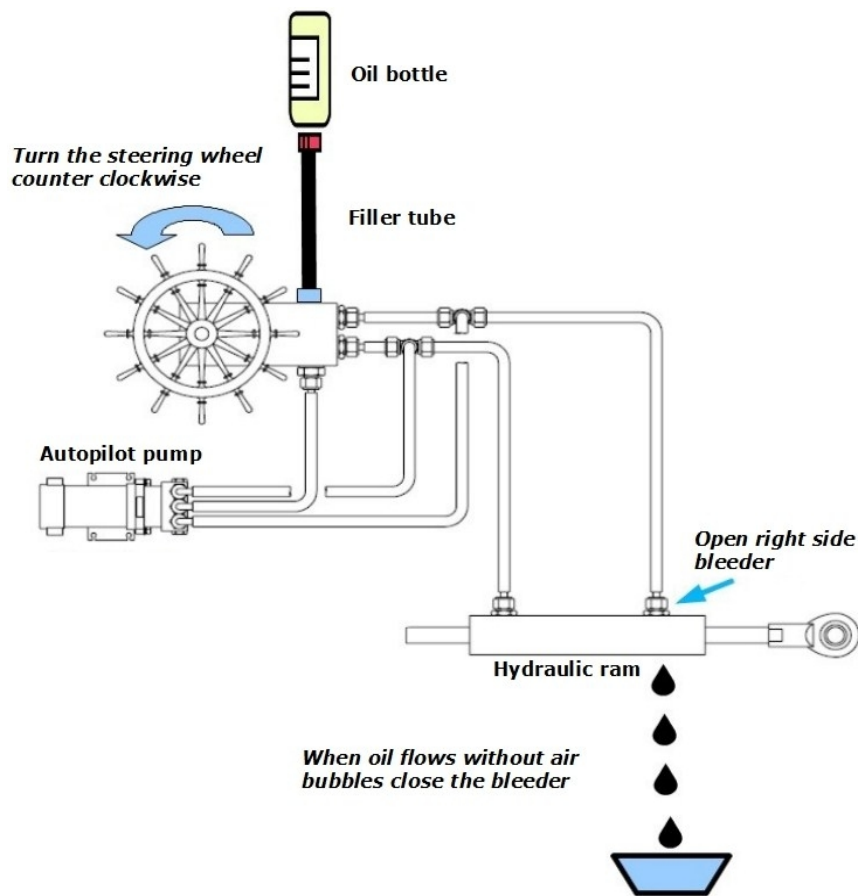 Oil bottle
Turn the steering wheel
counter clockwise
Filler tube
Autopilot pump
Open right side
bleeder
Hydraulic ram
When oil flows without air
bubbles close the bleeder